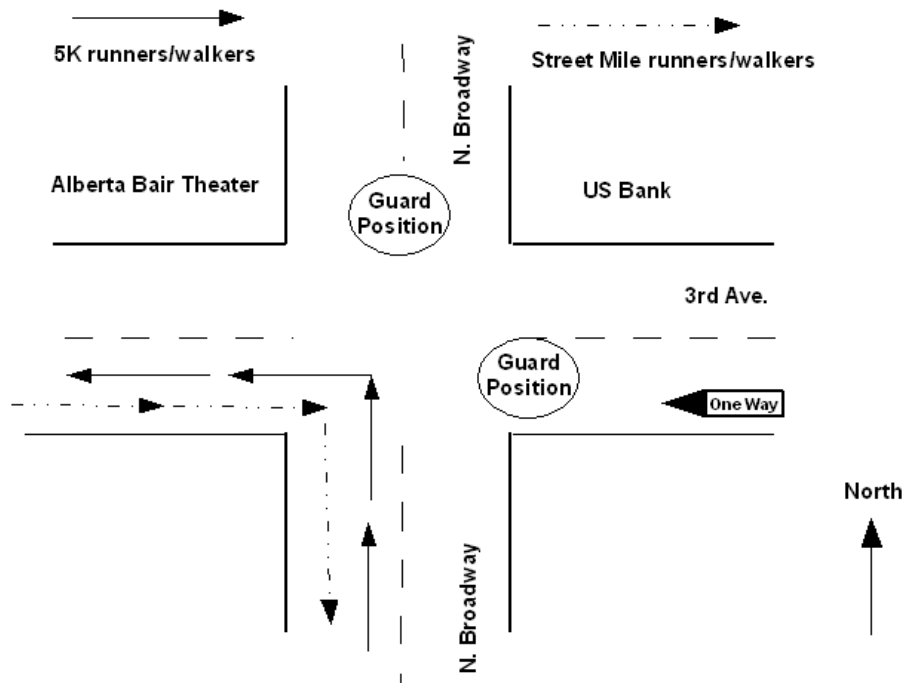 5K runners/walkers
Street Mile runners/walkers
N. Broadway
Alberta Bair Theater
US Bank
Guard
Position
3rd Ave.
Guard
Position
One Way
North
N. Broadway